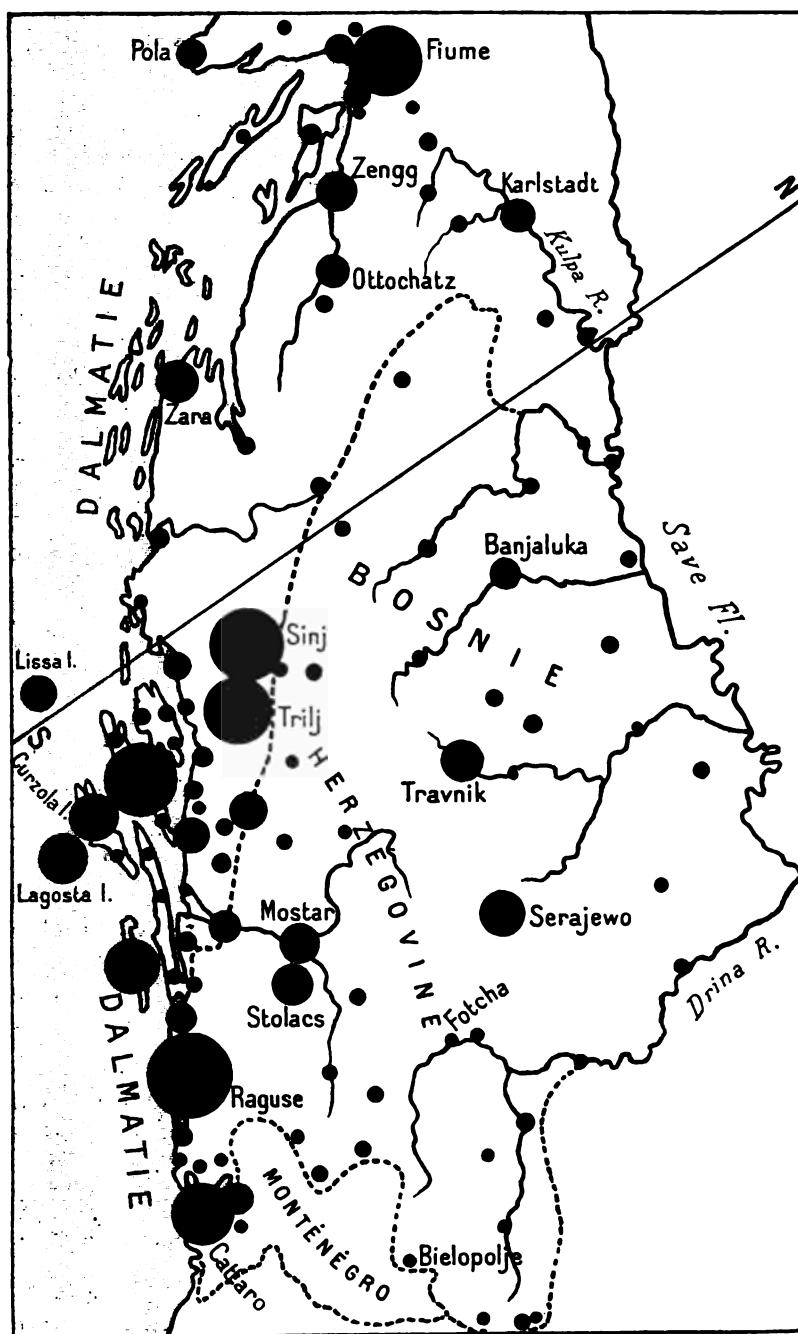 Pola
Fiume
Zengg
Karlstadt
Kulpa R.
Ottochatz
DALMATIE
Zara
N
Save Fl.
Banjaluka
BOSNIE
Sinj
Lissa I.
Trilj
S
Curzola I.
HERZÉGOVINE
Travnik
Lagosta I.
Mostar
Serajewo
Stolacs
Fotcha
Drina R.
DALMATIE
Raguse
MONTÉNÉGRO
Cattaro
Bielopolje